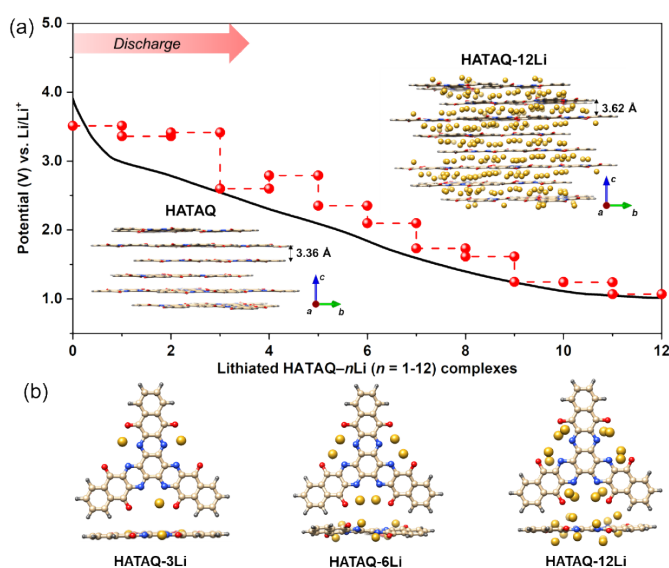 (a)
Potential (V) vs. Li/Li⁺
5.0
4.0
3.0
2.0
1.0
Discharge
HATAQ-12Li
3.62 Å
c
a
b
HATAQ
3.36 Å
c
a
b
0
2
4
6
8
10
12
Lithiated HATAQ–nLi (n = 1-12) complexes
(b)
HATAQ-3Li
HATAQ-6Li
HATAQ-12Li